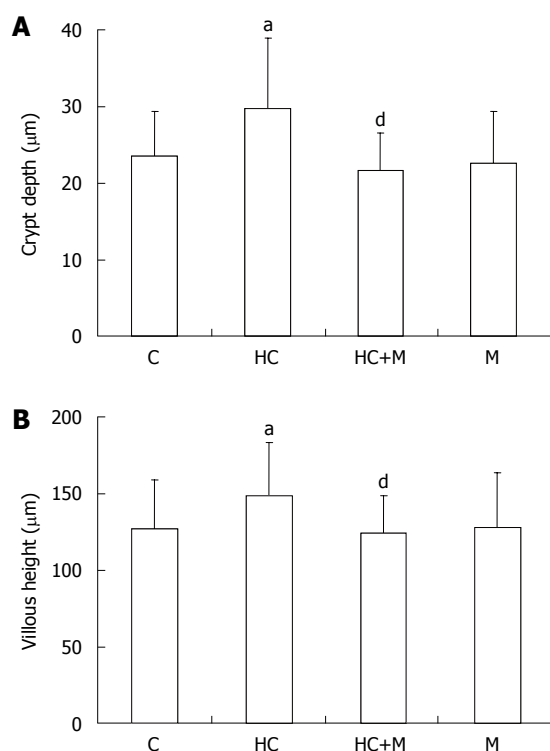 A
40
30
20
10
0
Crypt depth (μm)
a
d
C HC HC+M M
B
200
150
100
50
0
Villous height (μm)
a
d
C HC HC+M M